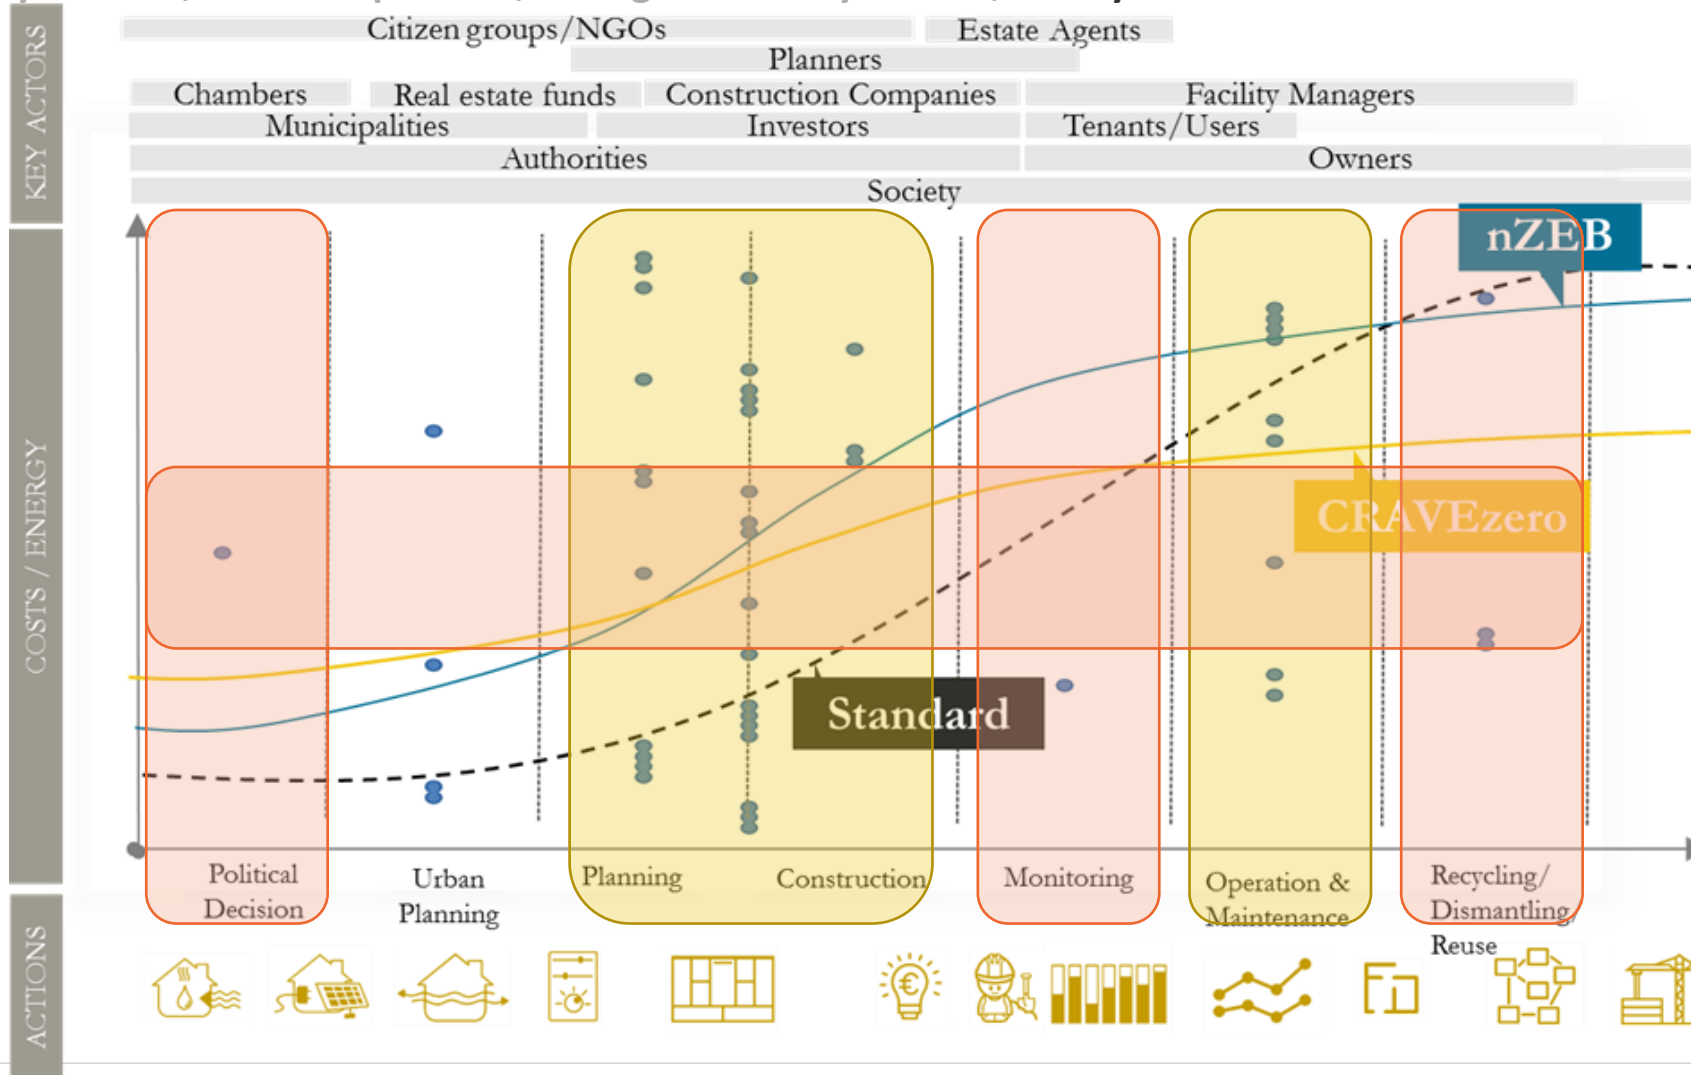 KEY ACTORS
Citizen groups/NGOs
Estate Agents
Planners
Chambers
Real estate funds
Construction Companies
Facility Managers
Municipalities
Investors
Tenants/Users
Authorities
Owners
Society
COSTS / ENERGY
nZEB
CRAVEzero
Standard
Political
Decision
Urban
Planning
Planning
Construction
Monitoring
Operation &
Maintenance
Recycling/
Dismantling/
Reuse
ACTIONS